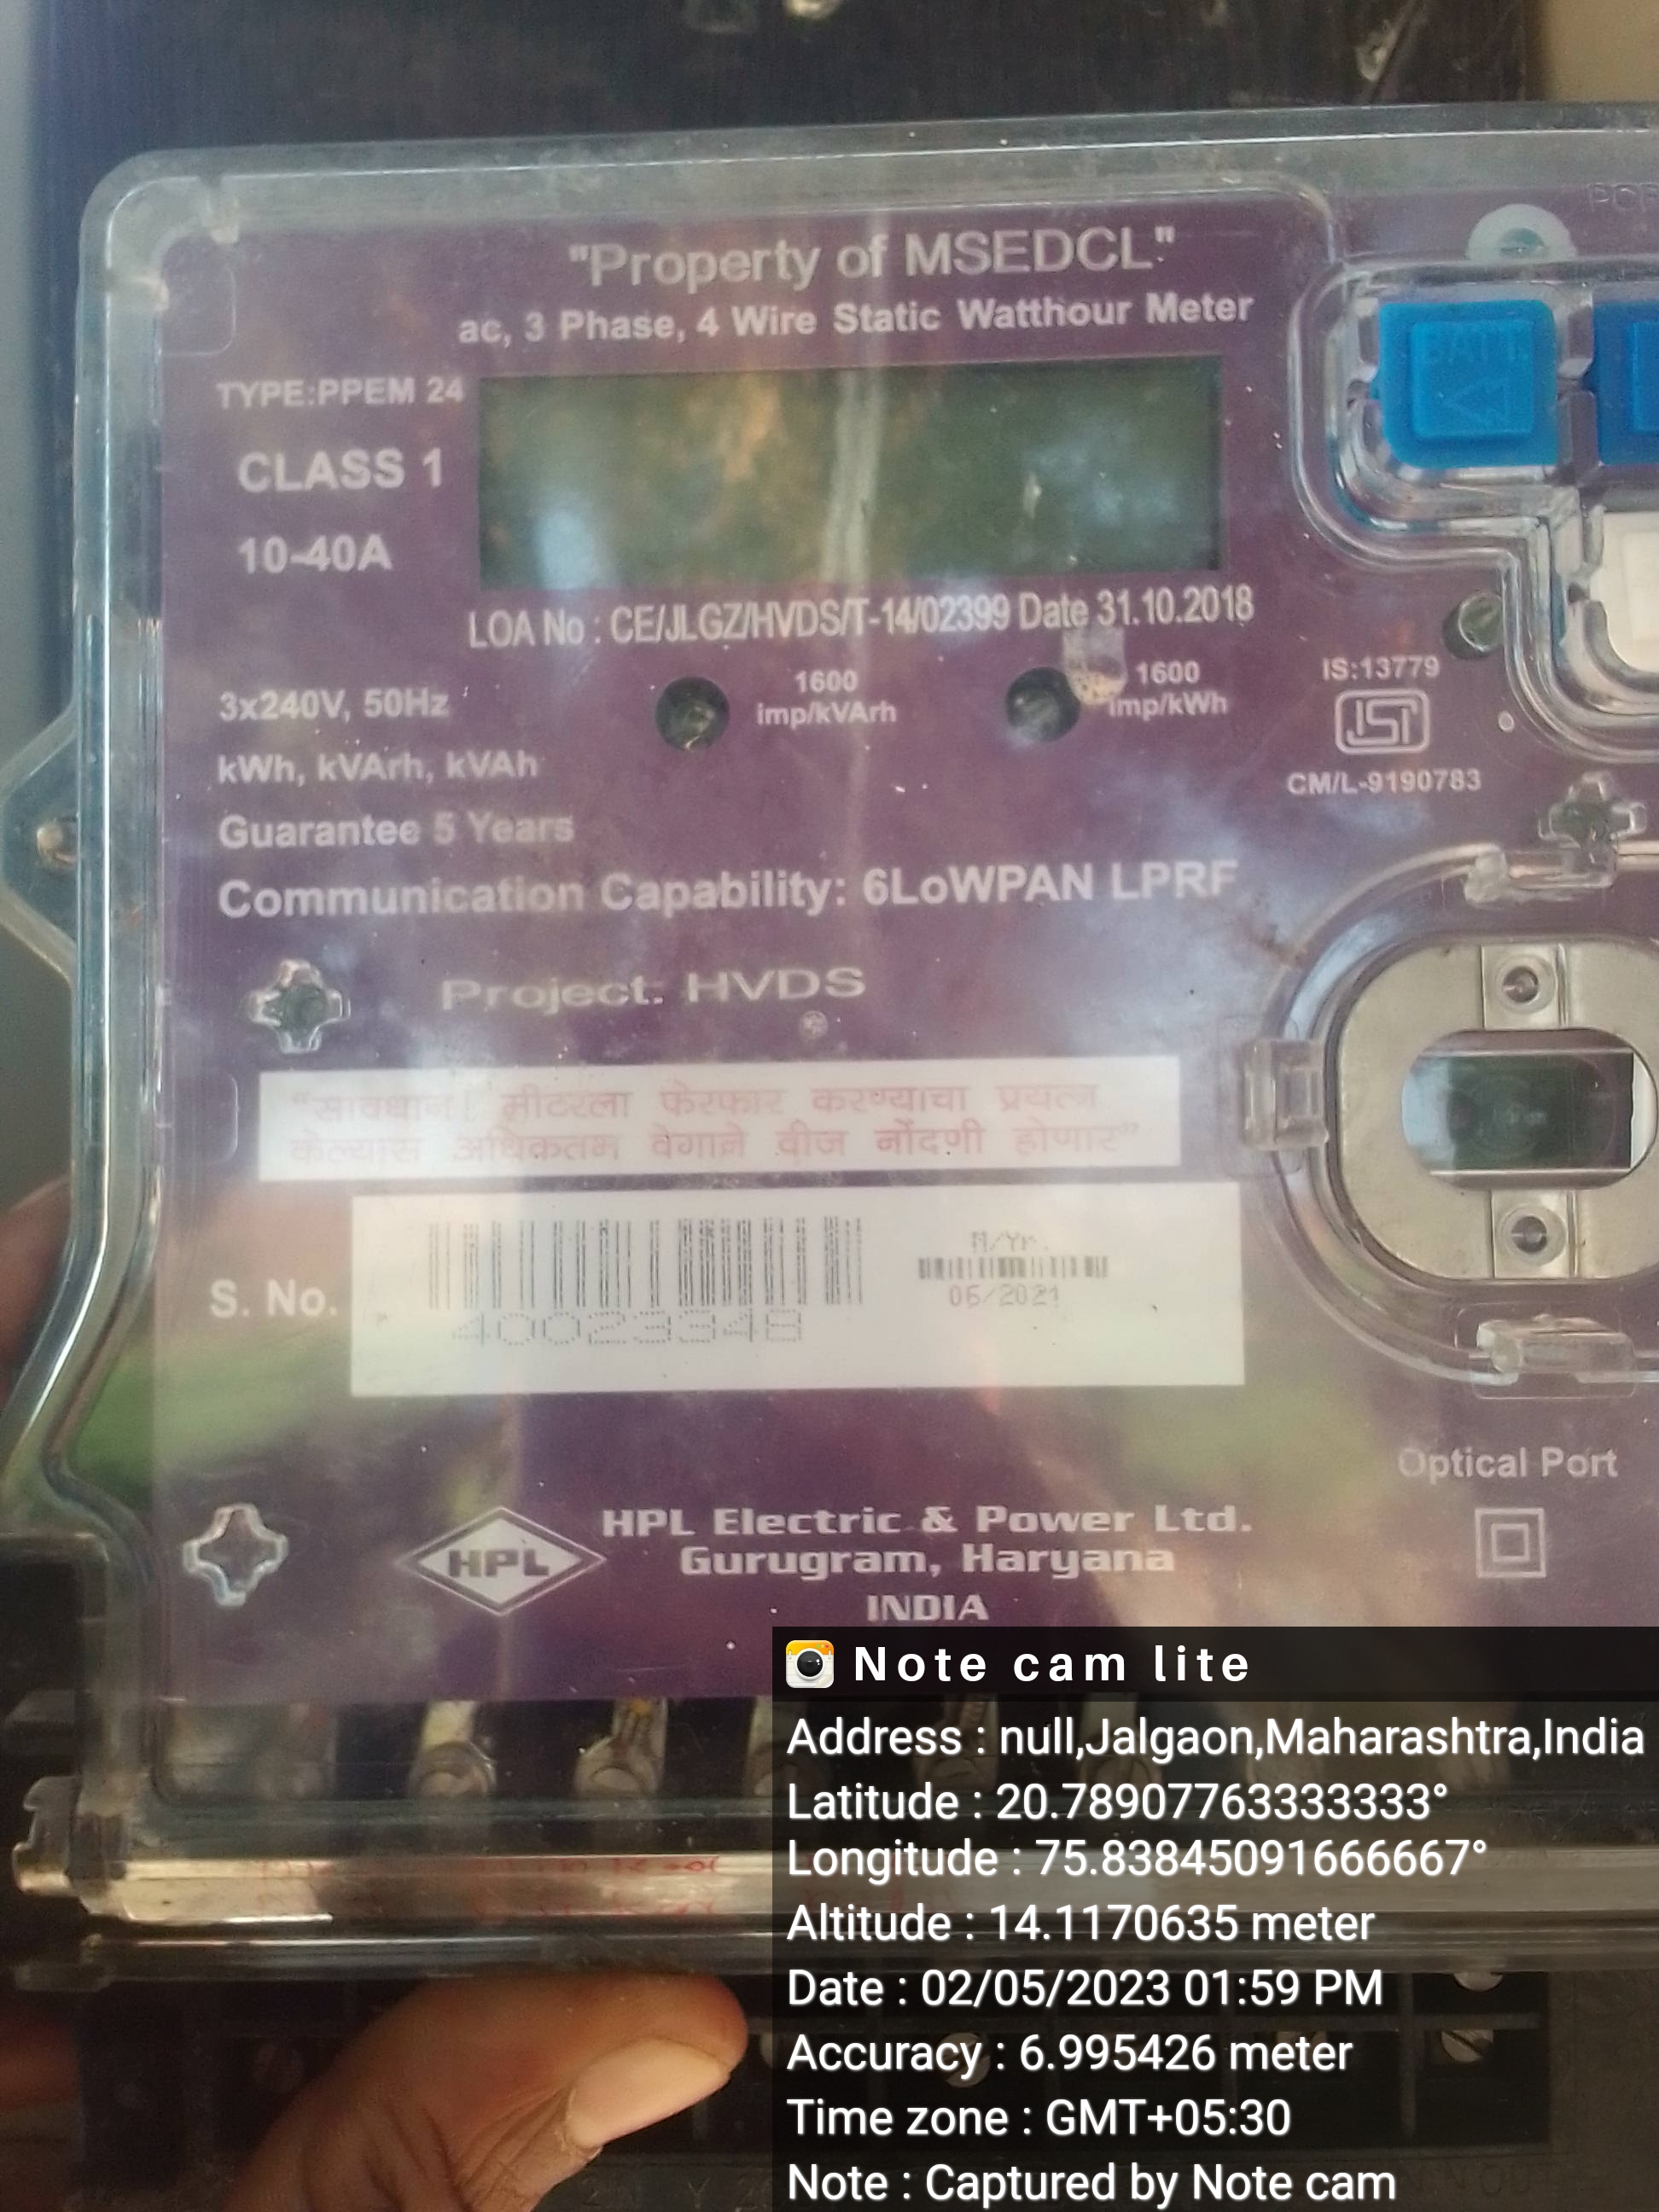 "Property of MSEDCL"
ac, 3 Phase, 4 Wire Static Watthour Meter
BATT.
TYPE:PPEM 24
CLASS 1
10-40A
LOA No : CE/JLGZ/HVDS/T-14/02399 Date 31.10.2018
1600
imp/kVArh
1600
imp/kWh
IS:13779
ISI
CM/L-9190783
3x240V, 50Hz
kWh, kVArh, kVAh
Guarantee 5 Years
Communication Capability: 6LoWPAN LPRF
Project: HVDS
"सावधान! मीटरला फेरफार करण्याचा प्रयत्न
केल्यास अधिकतम वेगाने वीज नोंदणी होणार"
S. No.
40023348
M/Yr.
06/2021
Optical Port
HPL
HPL Electric & Power Ltd.
Gurugram, Haryana
INDIA
Note cam lite
Address : null,Jalgaon,Maharashtra,India
Latitude : 20.78907763333333°
Longitude : 75.83845091666667°
Altitude : 14.1170635 meter
Date : 02/05/2023 01:59 PM
Accuracy : 6.995426 meter
Time zone : GMT+05:30
Note : Captured by Note cam